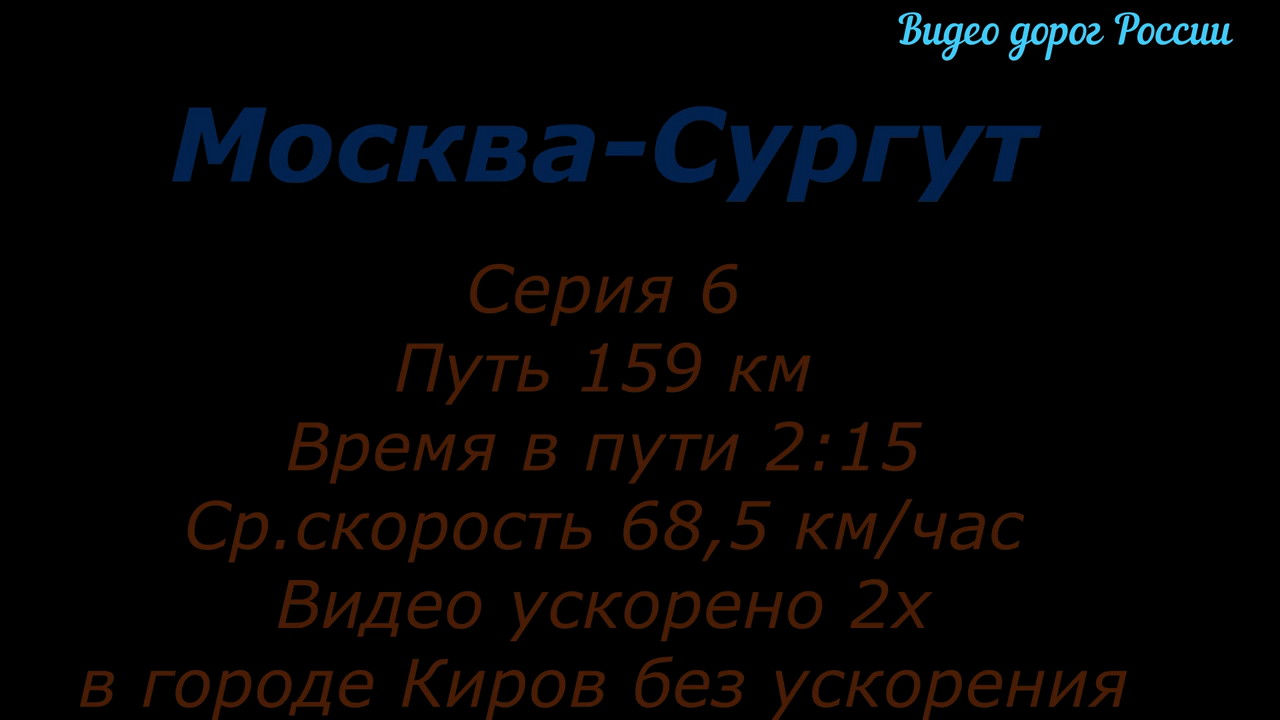 Видео дорог России
Москва-Сургут
Серия 6
Путь 159 км
Время в пути 2:15
Ср.скорость 68,5 км/час
Видео ускорено 2х
в городе Киров без ускорения